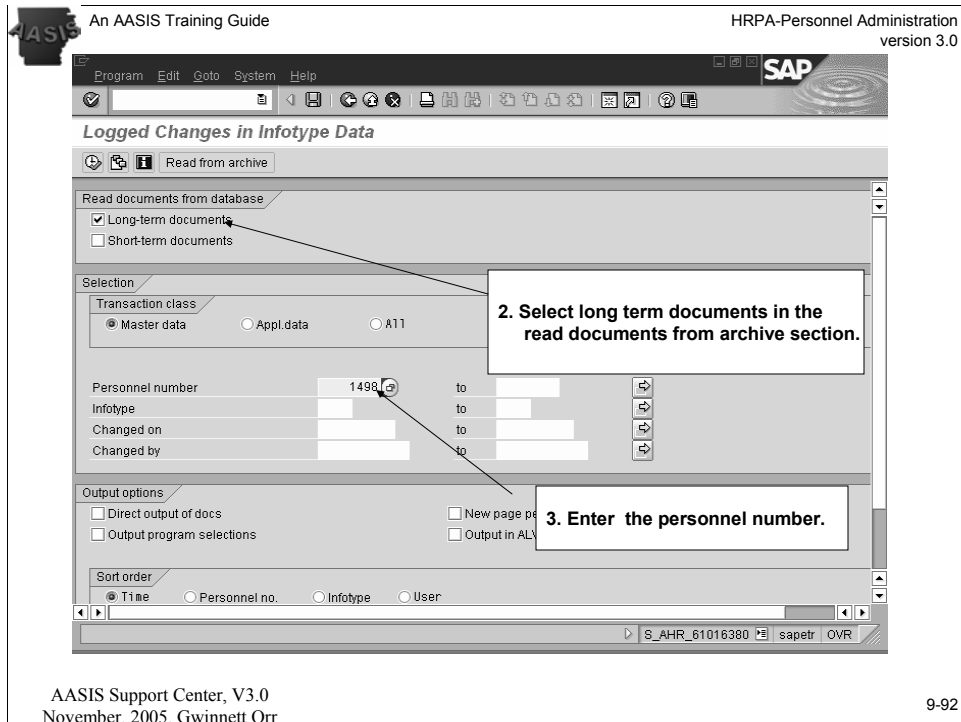 An AASIS Training Guide
HRPA-Personnel Administration
version 3.0
AASIS
Program Edit Goto System Help
SAP
Logged Changes in Infotype Data
Read from archive
Read documents from database
Long-term documents
Short-term documents
Selection
Transaction class
Master data Appl.data All
2. Select long term documents in the
read documents from archive section.
Personnel number 1498 to
Infotype to
Changed on to
Changed by to
Output options
Direct output of docs New page pe
Output program selections Output in ALV
3. Enter the personnel number.
Sort order
Time Personnel no. Infotype User
S_AHR_61016380 sapetr OVR
AASIS Support Center, V3.0
November, 2005 Gwinnett Orr
9-92